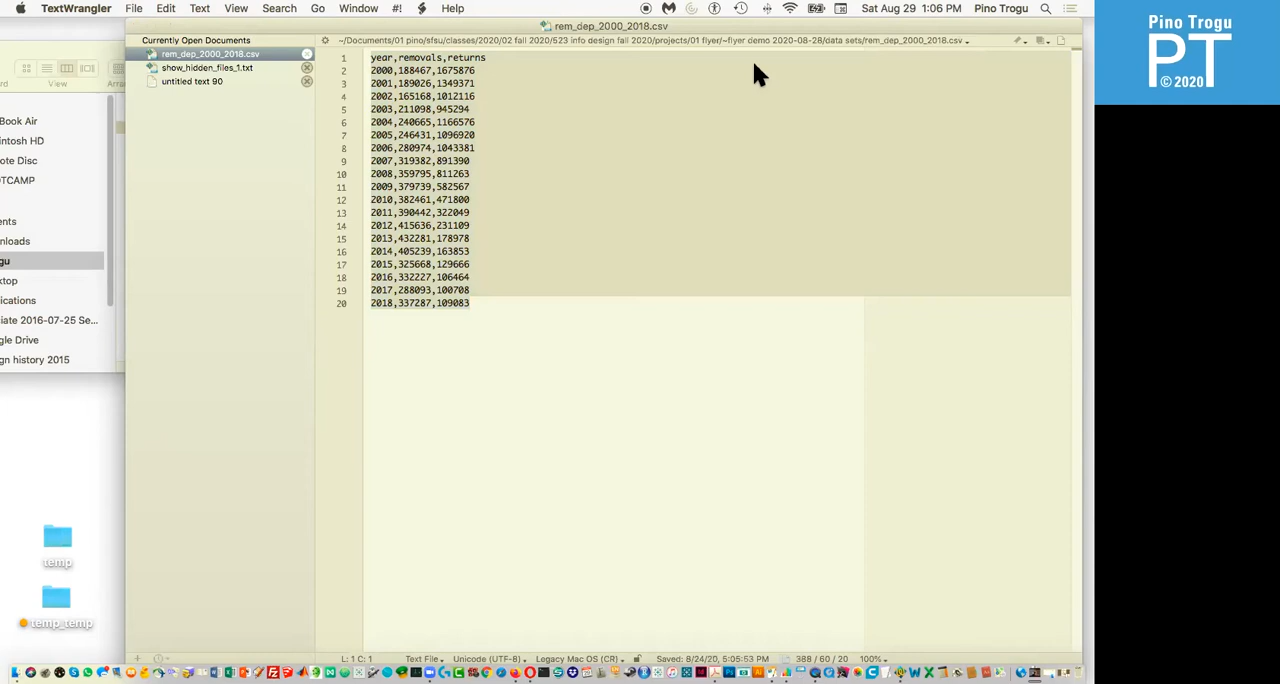 TextWrangler File Edit Text View Search Go Window #! Help Sat Aug 29 1:06 PM Pino Trogu
Pino Trogu
PT
© 2020
rem_dep_2000_2018.csv
Currently Open Documents
~/Documents/01 pino/sfsu/classes/2020/02 fall 2020/523 info design fall 2020/projects/01 flyer/~flyer demo 2020-08-28/data sets/rem_dep_2000_2018.csv
rem_dep_2000_2018.csv
show_hidden_files_1.txt
untitled text 90
rd View Arra
Book Air
intosh HD
ote Disc
OTCAMP
ents
nloads
gu
ktop
ications
ciate 2016-07-25 Se...
gle Drive
gn history 2015
temp
temp_temp
1 year,removals,returns
2 2000,188467,1675876
3 2001,189026,1349371
4 2002,165168,1012116
5 2003,211098,945294
6 2004,240665,1166576
7 2005,246431,1096920
8 2006,280974,1043381
9 2007,319382,891390
10 2008,359795,811263
11 2009,379739,582567
12 2010,382461,471800
13 2011,390442,322049
14 2012,415636,231109
15 2013,432281,178978
16 2014,405239,163853
17 2015,325668,129666
18 2016,332227,106464
19 2017,288093,100708
20 2018,337287,109083
L: 1 C: 1 Text File Unicode (UTF-8) Legacy Mac OS (CR) Saved: 8/24/20, 5:05:53 PM 388 / 60 / 20 100%